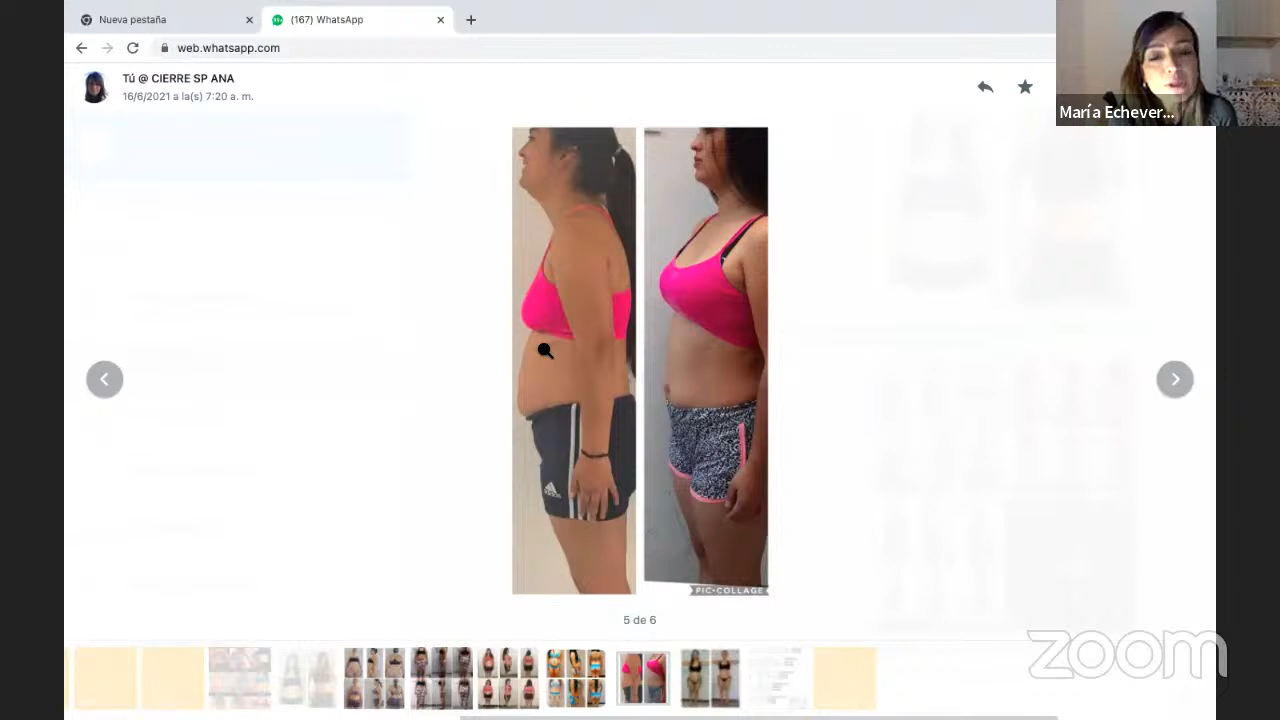 Nueva pestaña
(167) WhatsApp
web.whatsapp.com
Tú @ CIERRE SP ANA
16/6/2021 a la(s) 7:20 a. m.
María Echever...
adidas
PIC•COLLAGE
5 de 6
zoom